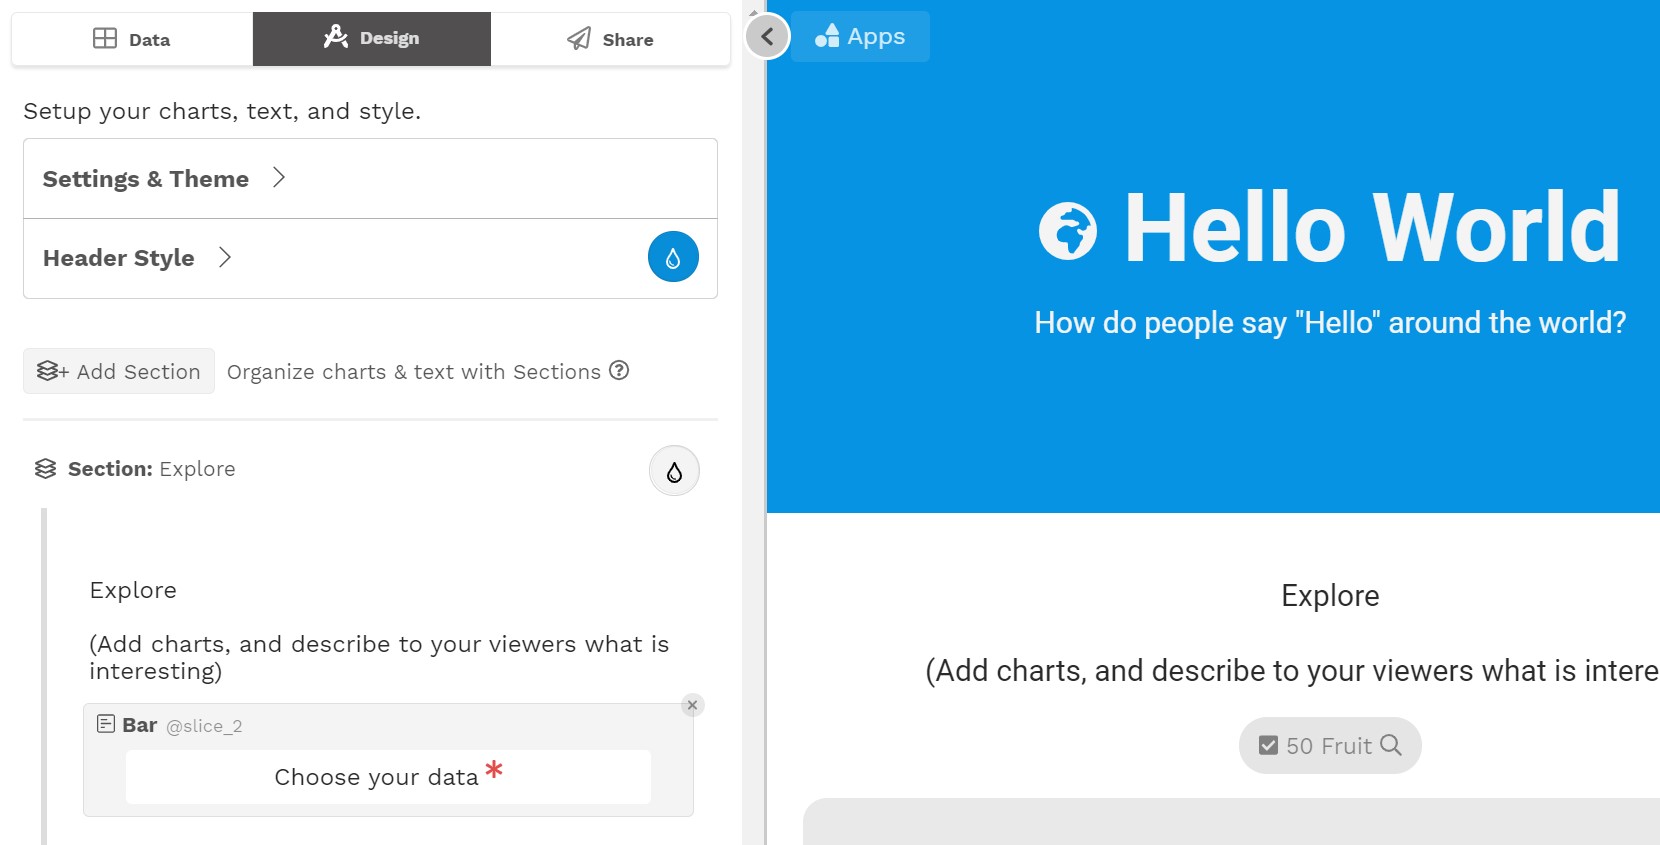 Data
Design
Share
Setup your charts, text, and style.
Settings & Theme
Header Style
+ Add Section
Organize charts & text with Sections
Section: Explore
Explore
(Add charts, and describe to your viewers what is
interesting)
Bar @slice_2
Choose your data *
Apps
Hello World
How do people say "Hello" around the world?
Explore
(Add charts, and describe to your viewers what is intere
50 Fruit